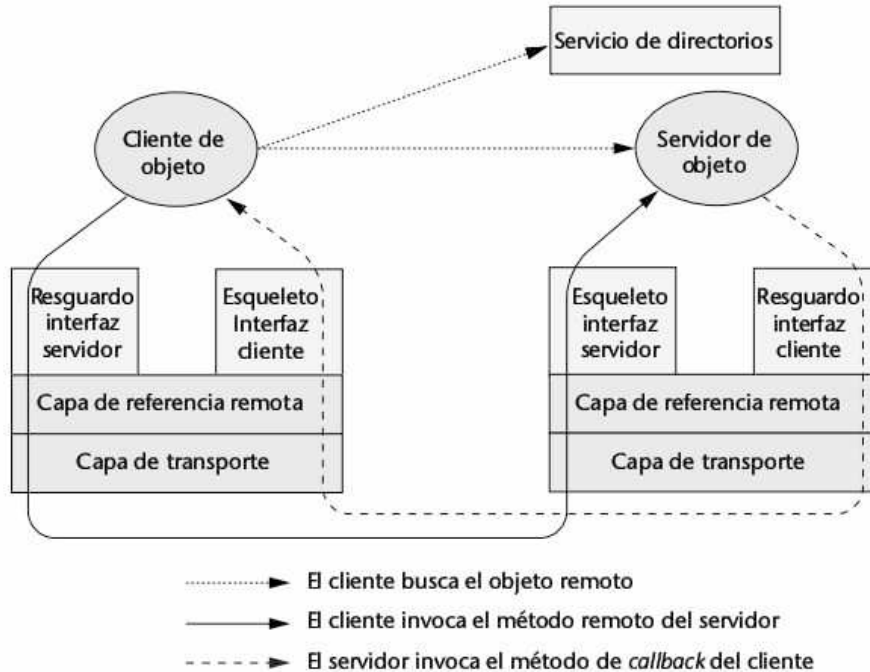 Servicio de directorios
Cliente de
objeto
Servidor de
objeto
Resguardo
interfaz
servidor
Esqueleto
Interfaz
cliente
Esqueleto
interfaz
servidor
Resguardo
interfaz
cliente
Capa de referencia remota
Capa de referencia remota
Capa de transporte
Capa de transporte
El cliente busca el objeto remoto
El cliente invoca el método remoto del servidor
El servidor invoca el método de callback del cliente